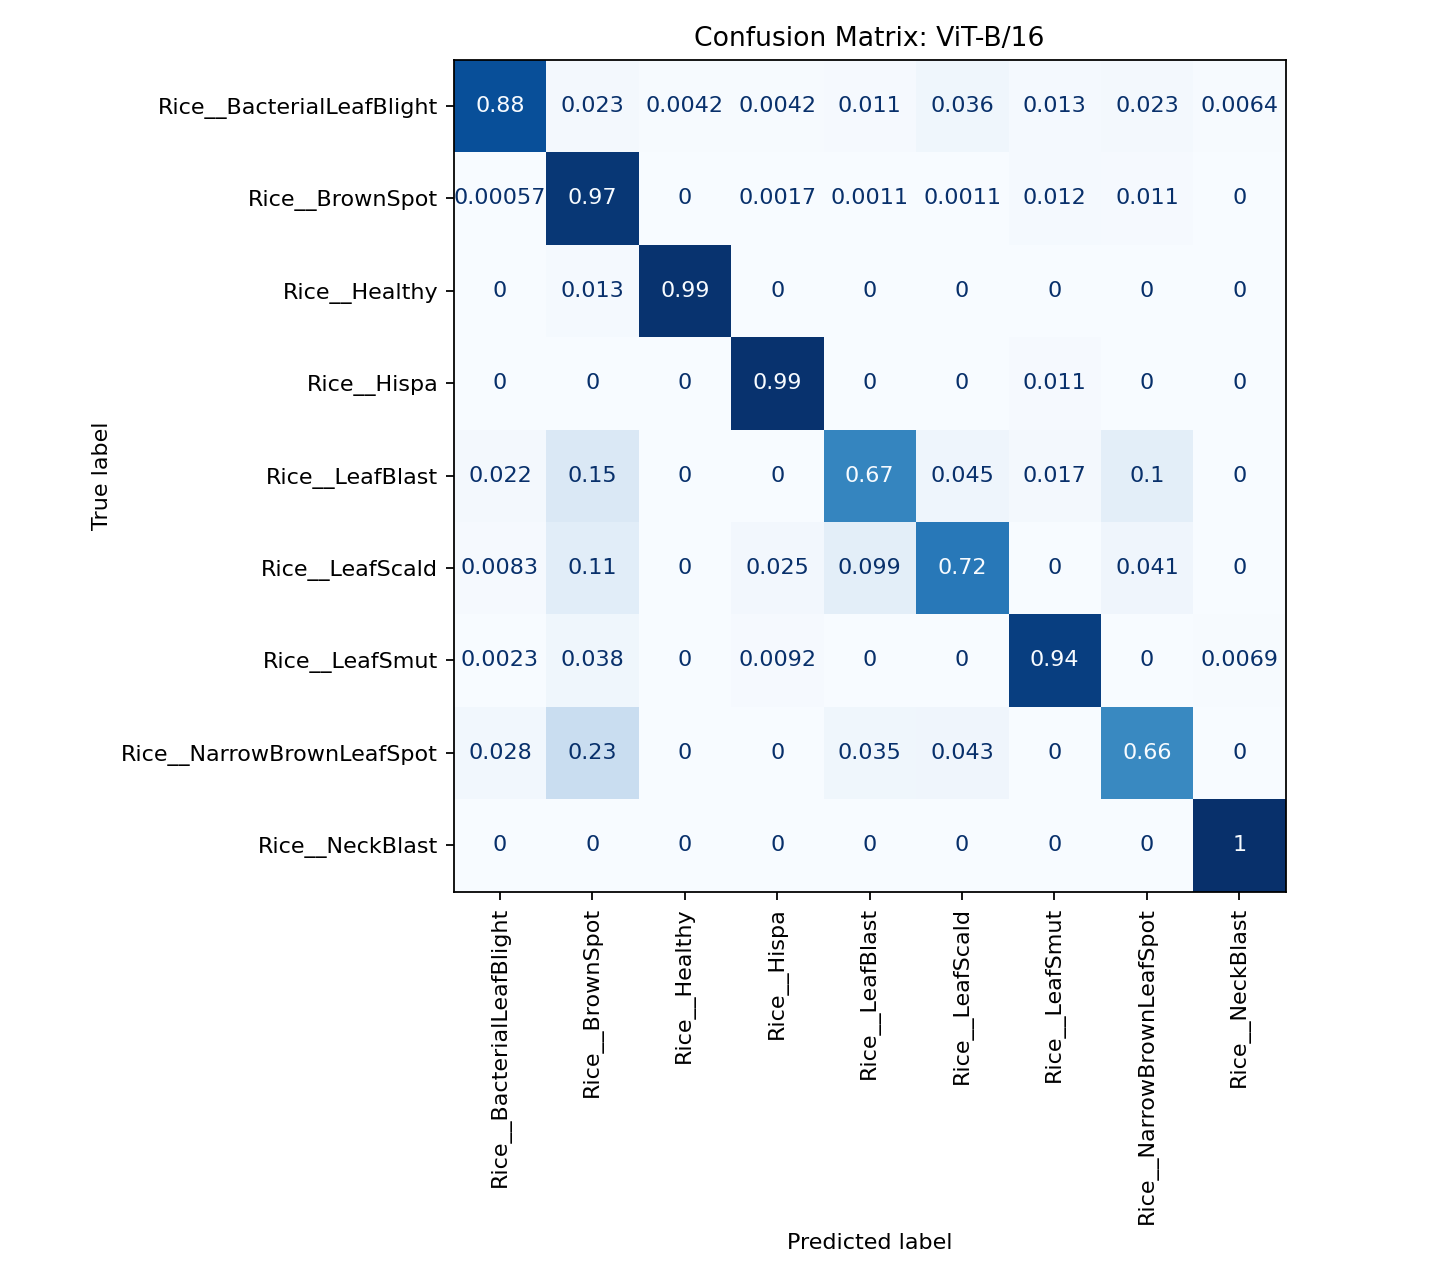 Confusion Matrix: ViT-B/16
True label
Rice__BacterialLeafBlight 0.88 0.023 0.0042 0.0042 0.011 0.036 0.013 0.023 0.0064
Rice__BrownSpot 0.00057 0.97 0 0.0017 0.0011 0.0011 0.012 0.011 0
Rice__Healthy 0 0.013 0.99 0 0 0 0 0 0
Rice__Hispa 0 0 0 0.99 0 0 0.011 0 0
Rice__LeafBlast 0.022 0.15 0 0 0.67 0.045 0.017 0.1 0
Rice__LeafScald 0.0083 0.11 0 0.025 0.099 0.72 0 0.041 0
Rice__LeafSmut 0.0023 0.038 0 0.0092 0 0 0.94 0 0.0069
Rice__NarrowBrownLeafSpot 0.028 0.23 0 0 0.035 0.043 0 0.66 0
Rice__NeckBlast 0 0 0 0 0 0 0 0 1
Rice__BacterialLeafBlight
Rice__BrownSpot
Rice__Healthy
Rice__Hispa
Rice__LeafBlast
Rice__LeafScald
Rice__LeafSmut
Rice__NarrowBrownLeafSpot
Rice__NeckBlast
Predicted label